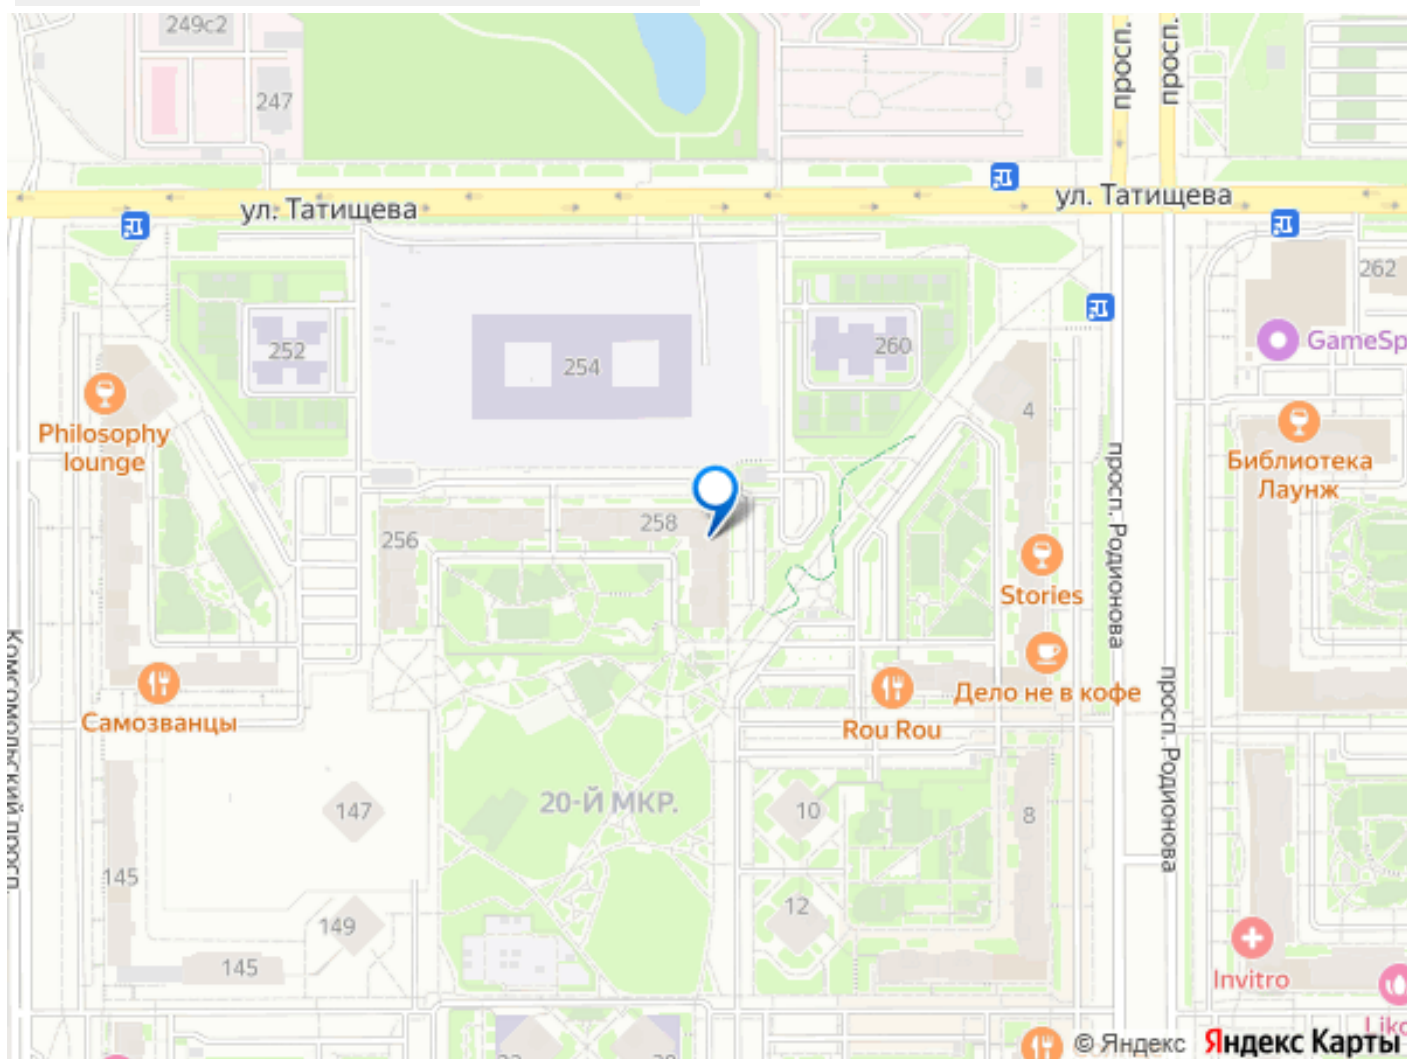 249с2
247
просп.
просп.
ул. Татищева
ул. Татищева
262
252
254
260
GameSp
4
Philosophy
lounge
Библиотека
Лаунж
просп. Родионова
256
258
Stories
Комсомольский просп.
Самозванцы
Rou Rou
Дело не в кофе
просп. Родионова
147
20-Й МКР.
10
8
145
12
149
145
Invitro
Like
© Яндекс
Яндекс Карты